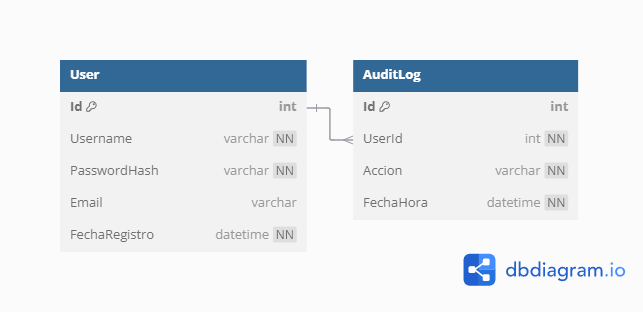 User
Id int
Username varchar NN
PasswordHash varchar NN
Email varchar
FechaRegistro datetime NN
AuditLog
Id int
UserId int NN
Accion varchar NN
FechaHora datetime NN
dbdiagram.io